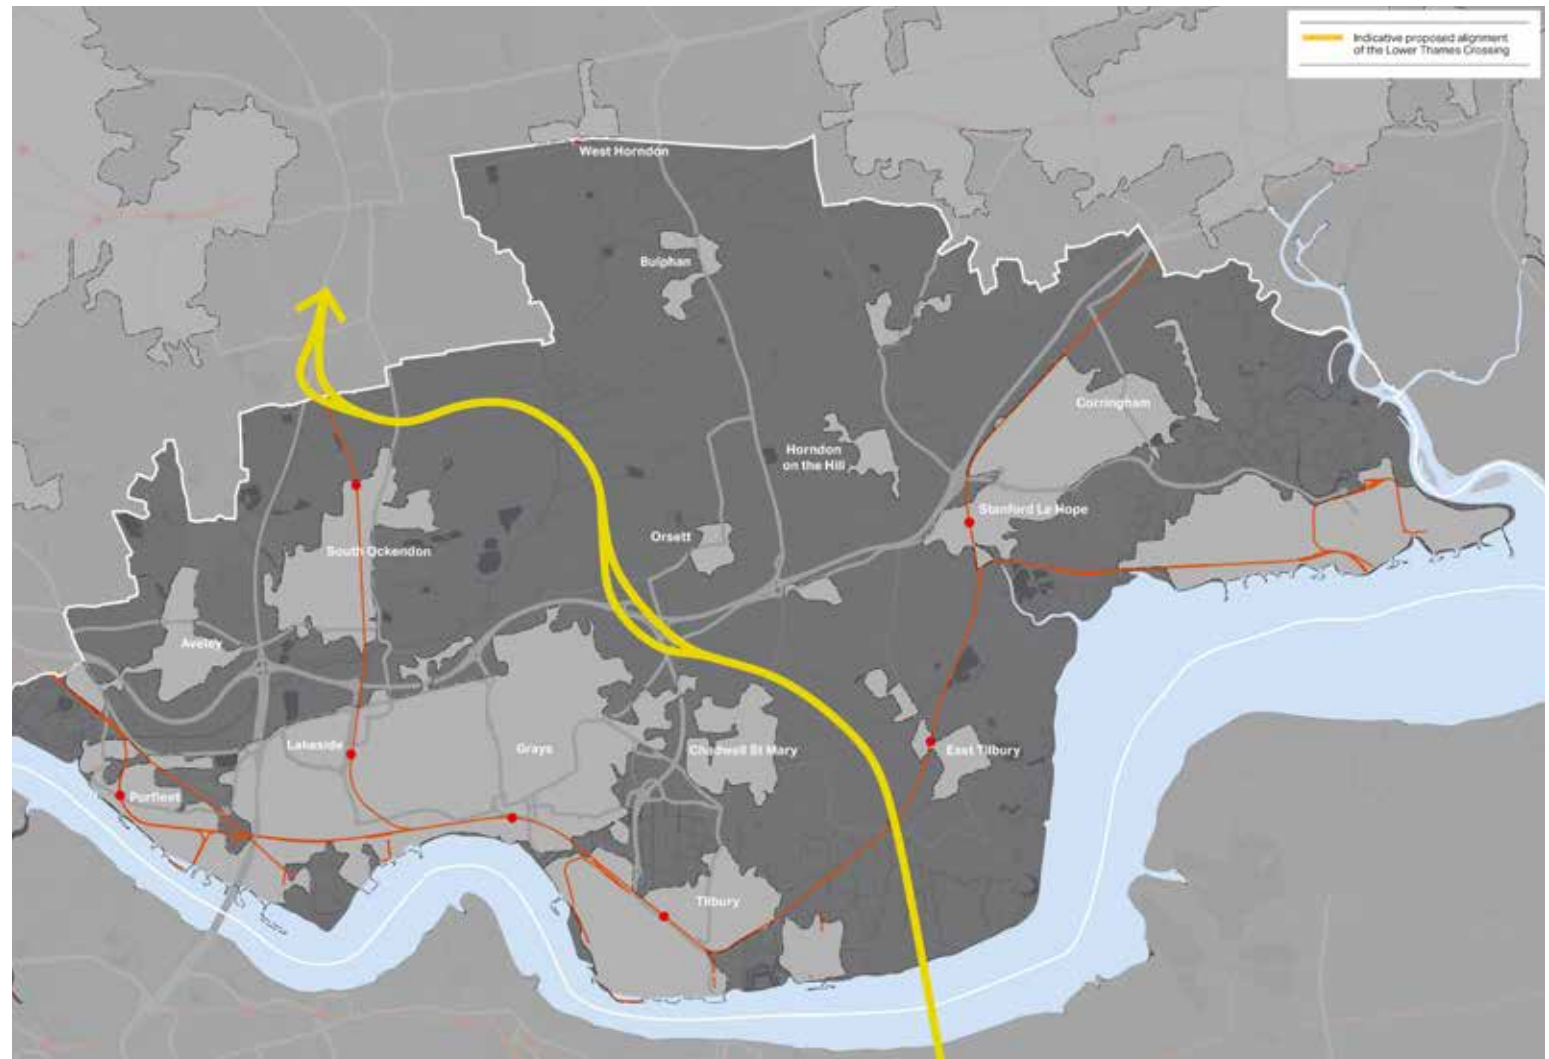 Indicative proposed alignment
of the Lower Thames Crossing
West Horndon
Bulphan
Corringham
Horndon
on the Hill
Stanford Le Hope
Orsett
South Ockendon
Aveley
Lakeside
Grays
Chadwell St Mary
East Tilbury
Purfleet
Tilbury